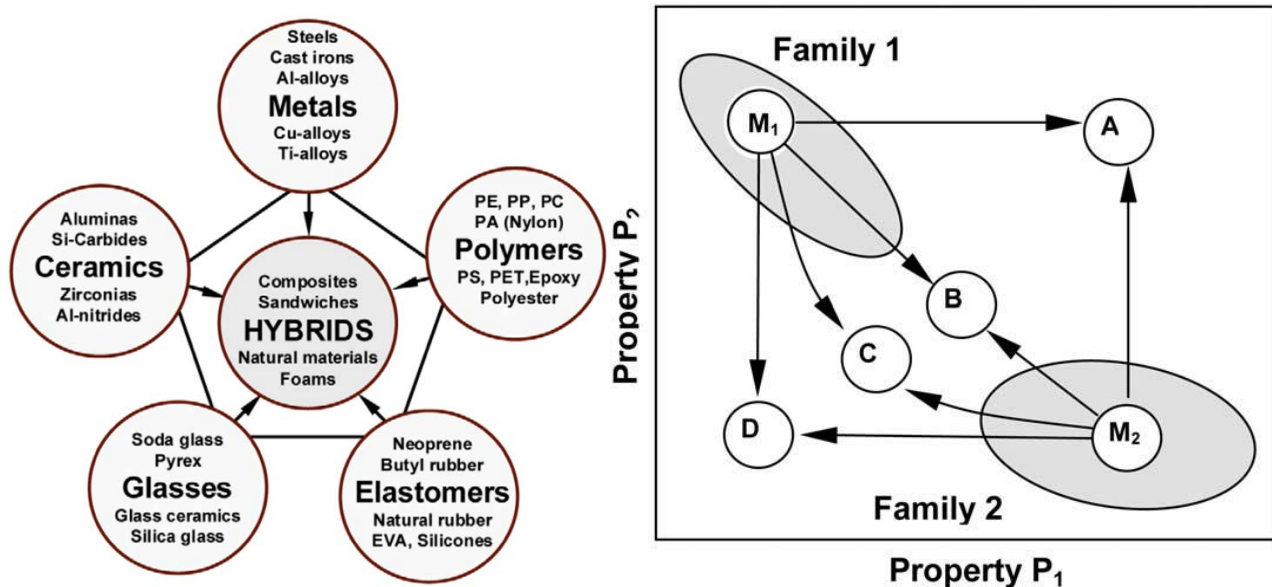 Steels
Cast irons
Al-alloys
Metals
Cu-alloys
Ti-alloys
Aluminas
Si-Carbides
Ceramics
Zirconias
Al-nitrides
PE, PP, PC
PA (Nylon)
Polymers
PS, PET,Epoxy
Polyester
Composites
Sandwiches
HYBRIDS
Natural materials
Foams
Soda glass
Pyrex
Glasses
Glass ceramics
Silica glass
Neoprene
Butyl rubber
Elastomers
Natural rubber
EVA, Silicones
Family 1
M₁
A
B
C
D
M₂
Family 2
Property P₂
Property P₁